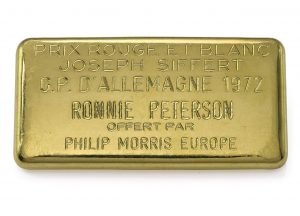 PRIX ROUGE ET BLANC
JOSEPH SIFFERT
G.P. D'ALLEMAGNE 1972
RONNIE PETERSON
OFFERT PAR
PHILIP MORRIS EUROPE